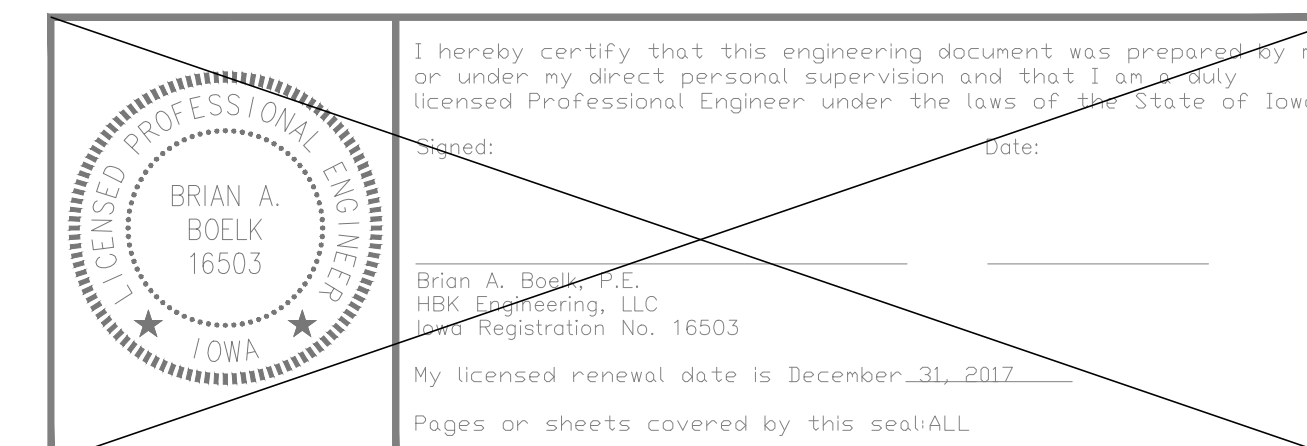 LICENSED PROFESSIONAL ENGINEER
BRIAN A.
BOELK
16503
IOWA
I hereby certify that this engineering document was prepared by
or under my direct personal supervision and that I am a duly
licensed Professional Engineer under the laws of the State of
Signed: Date:
Brian A. Boelk, P.E.
HBK Engineering, LLC
Iowa Registration No. 16503
My licensed renewal date is December 31, 2017
Pages or sheets covered by this seal:ALL